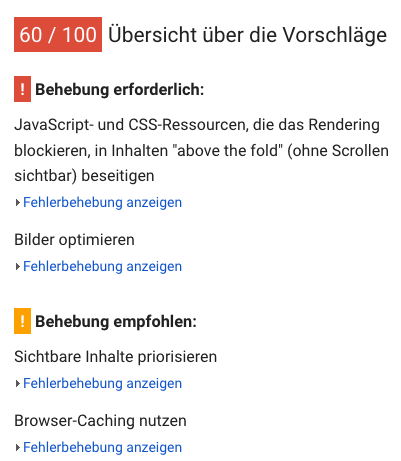 60 / 100 Übersicht über die Vorschläge
! Behebung erforderlich:
JavaScript- und CSS-Ressourcen, die das Rendering
blockieren, in Inhalten "above the fold" (ohne Scrollen
sichtbar) beseitigen
Fehlerbehebung anzeigen
Bilder optimieren
Fehlerbehebung anzeigen
! Behebung empfohlen:
Sichtbare Inhalte priorisieren
Fehlerbehebung anzeigen
Browser-Caching nutzen
Fehlerbehebung anzeigen